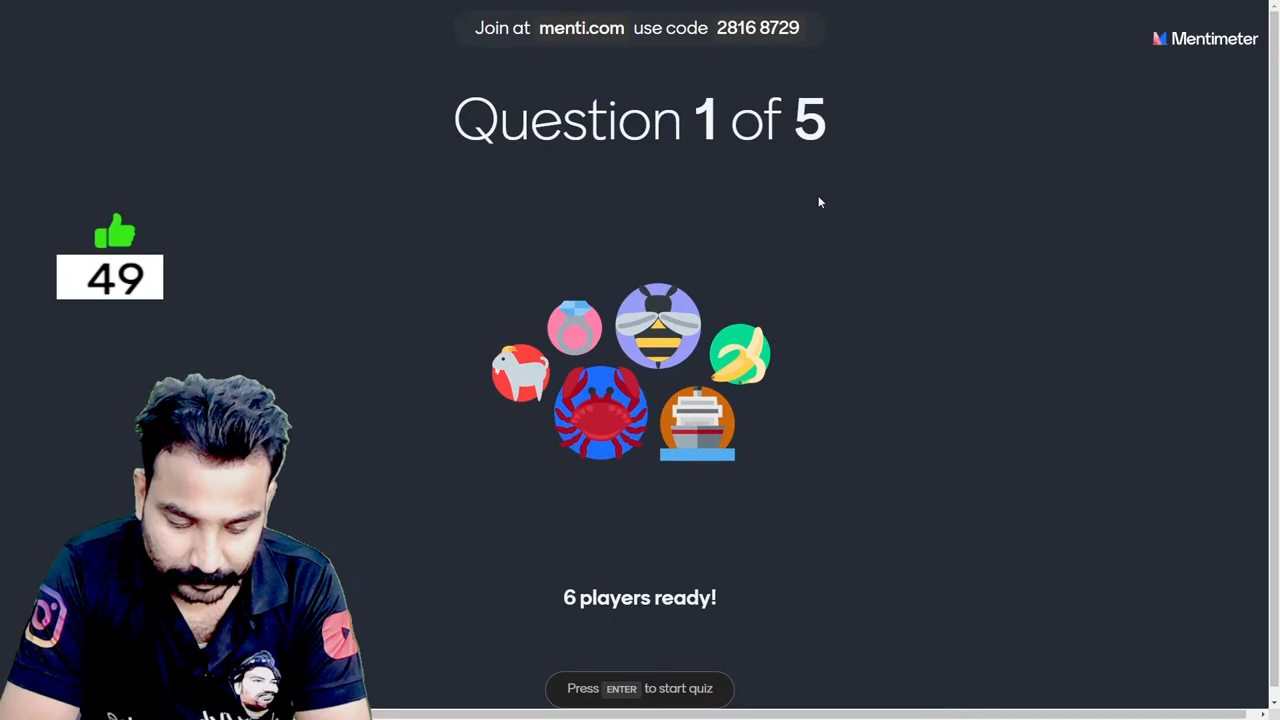 Join at menti.com use code 2816 8729
Mentimeter
Question 1 of 5
49
6 players ready!
Press ENTER to start quiz